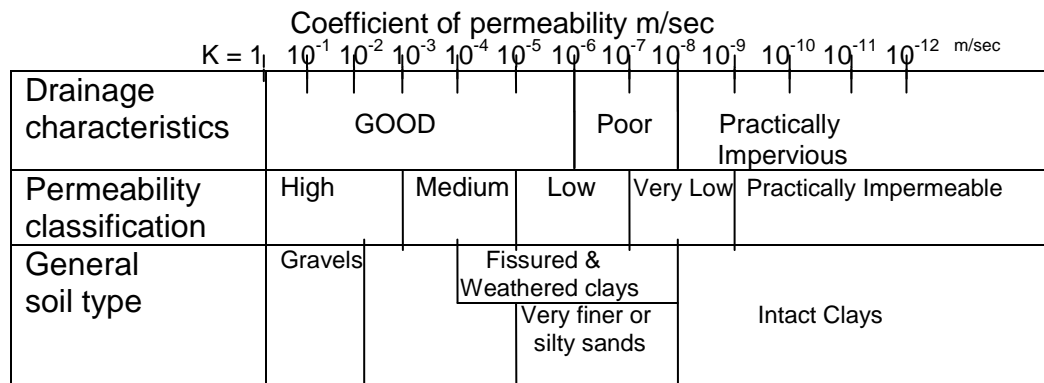 Coefficient of permeability m/sec
K = 1 10⁻¹ 10⁻² 10⁻³ 10⁻⁴ 10⁻⁵ 10⁻⁶ 10⁻⁷ 10⁻⁸ 10⁻⁹ 10⁻¹⁰ 10⁻¹¹ 10⁻¹² m/sec
Drainage
characteristics
GOOD
Poor
Practically
Impervious
Permeability
classification
High
Medium
Low
Very Low
Practically Impermeable
General
soil type
Gravels
Fissured &
Weathered clays
Very finer or
silty sands
Intact Clays